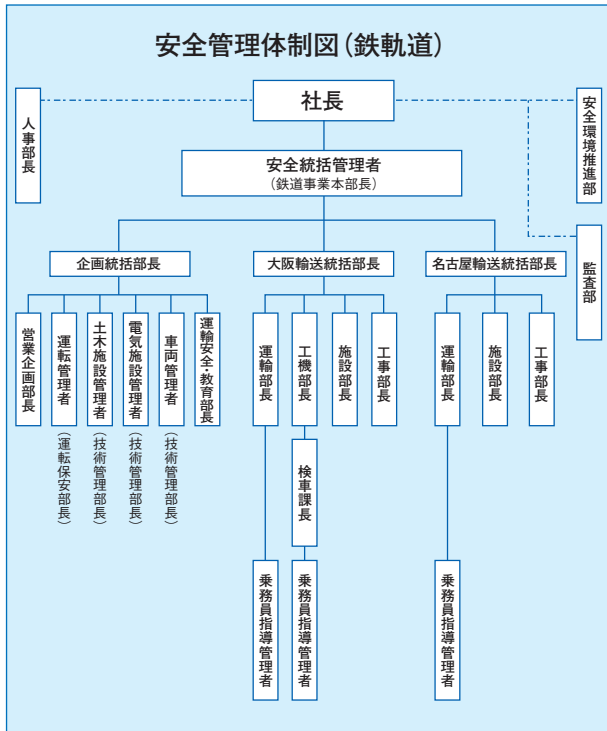 安全管理体制図（鉄軌道）
社長
人事部長
安全環境推進部
監査部
安全統括管理者
（鉄道事業本部長）
企画統括部長
大阪輸送統括部長
名古屋輸送統括部長
営業企画部長
運転管理者
（運転保安部長）
土木施設管理者
（技術管理部長）
電気施設管理者
（技術管理部長）
車両管理者
（技術管理部長）
運輸安全・教育部長
運輸部長
工機部長
施設部長
工事部長
検車課長
乗務員指導管理者
乗務員指導管理者
運輸部長
施設部長
工事部長
乗務員指導管理者